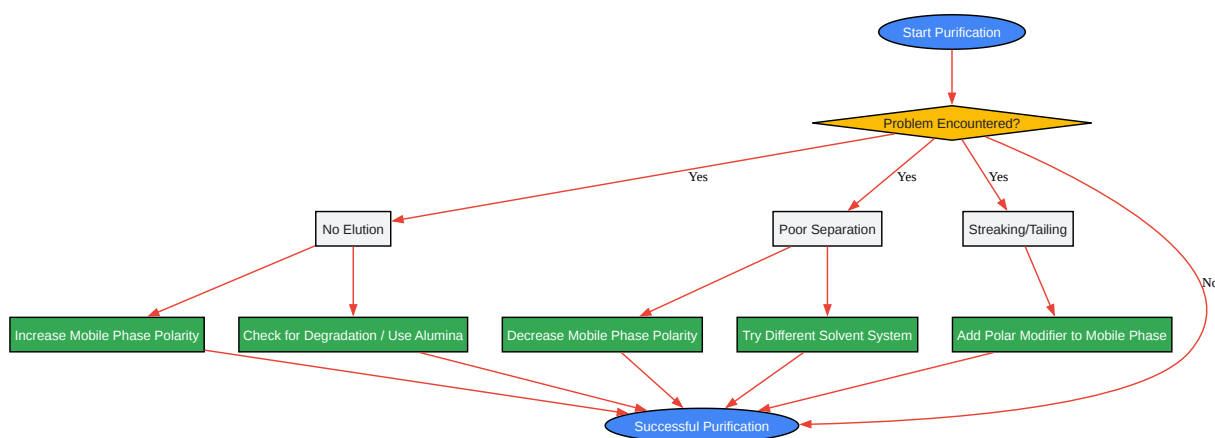 Start Purification
Problem Encountered?
Yes
Yes
Yes
No Elution
Poor Separation
Streaking/Tailing
No
Increase Mobile Phase Polarity
Check for Degradation / Use Alumina
Decrease Mobile Phase Polarity
Try Different Solvent System
Add Polar Modifier to Mobile Phase
Successful Purification